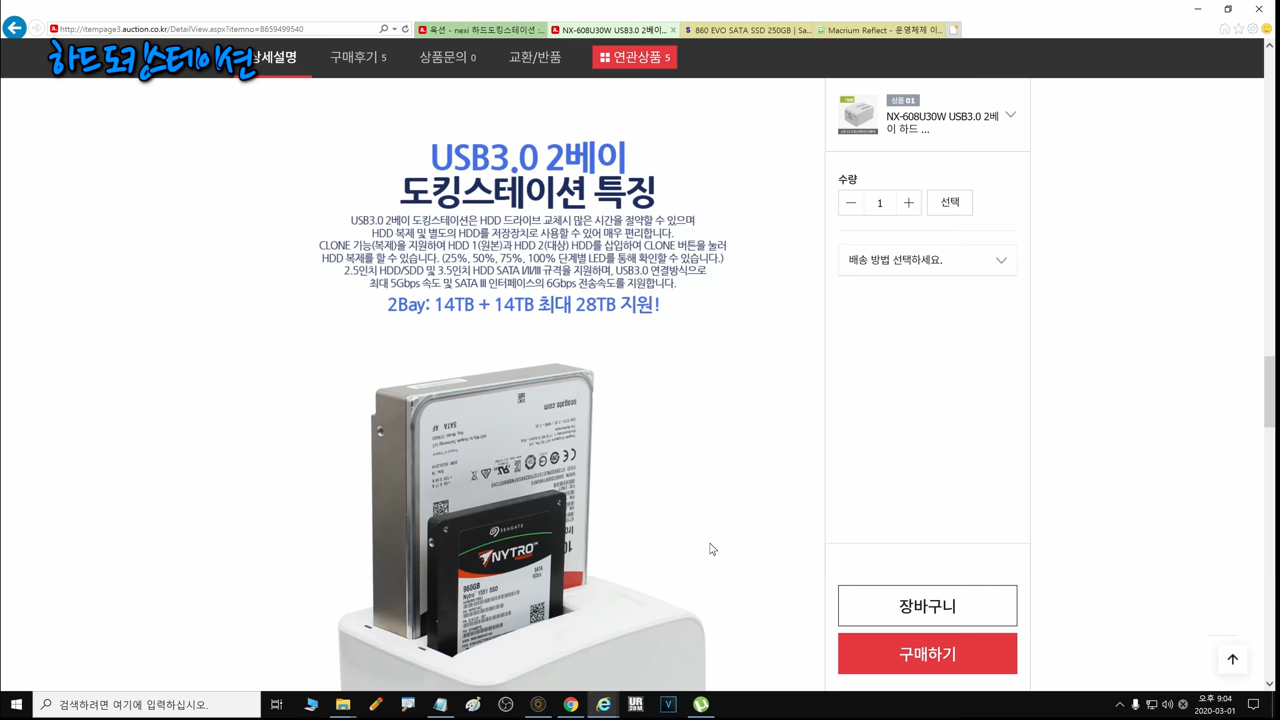 http://itempage3.auction.co.kr/DetailView.aspx?itemno=B659499540
옥션 - nexi 하드도킹스테이션 :...
NX-608U30W USB3.0 2베이...
860 EVO SATA SSD 250GB | Sa...
Macrium Reflect - 운영체제 이...
하드도킹스테이션
상세설명
구매후기 5
상품문의 0
교환/반품
연관상품 5
상품 01
NX-608U30W USB3.0 2베
이 하드 ...
수량
1
선택
배송 방법 선택하세요.
USB3.0 2베이
도킹스테이션 특징
USB3.0 2베이 도킹스테이션은 HDD 드라이브 교체시 많은 시간을 절약할 수 있으며
HDD 복제 및 별도의 HDD를 저장장치로 사용할 수 있어 매우 편리합니다.
CLONE 기능(복제)을 지원하여 HDD 1(원본)과 HDD 2(대상) HDD를 삽입하여 CLONE 버튼을 눌러
HDD 복제를 할 수 있습니다. (25%, 50%, 75%, 100% 단계별 LED를 통해 확인할 수 있습니다.)
2.5인치 HDD/SDD 및 3.5인치 HDD SATA I/II/III 규격을 지원하며, USB3.0 연결방식으로
최대 5Gbps 속도 및 SATA III 인터페이스의 6Gbps 전송속도를 지원합니다.
2Bay: 14TB + 14TB 최대 28TB 지원!
seagate.com
SEAGATE
NYTRO™
960GB
Nytro 1551 SSD
SATA
6Gb/s
장바구니
구매하기
검색하려면 여기에 입력하십시오.
오후 9:04
2020-03-01